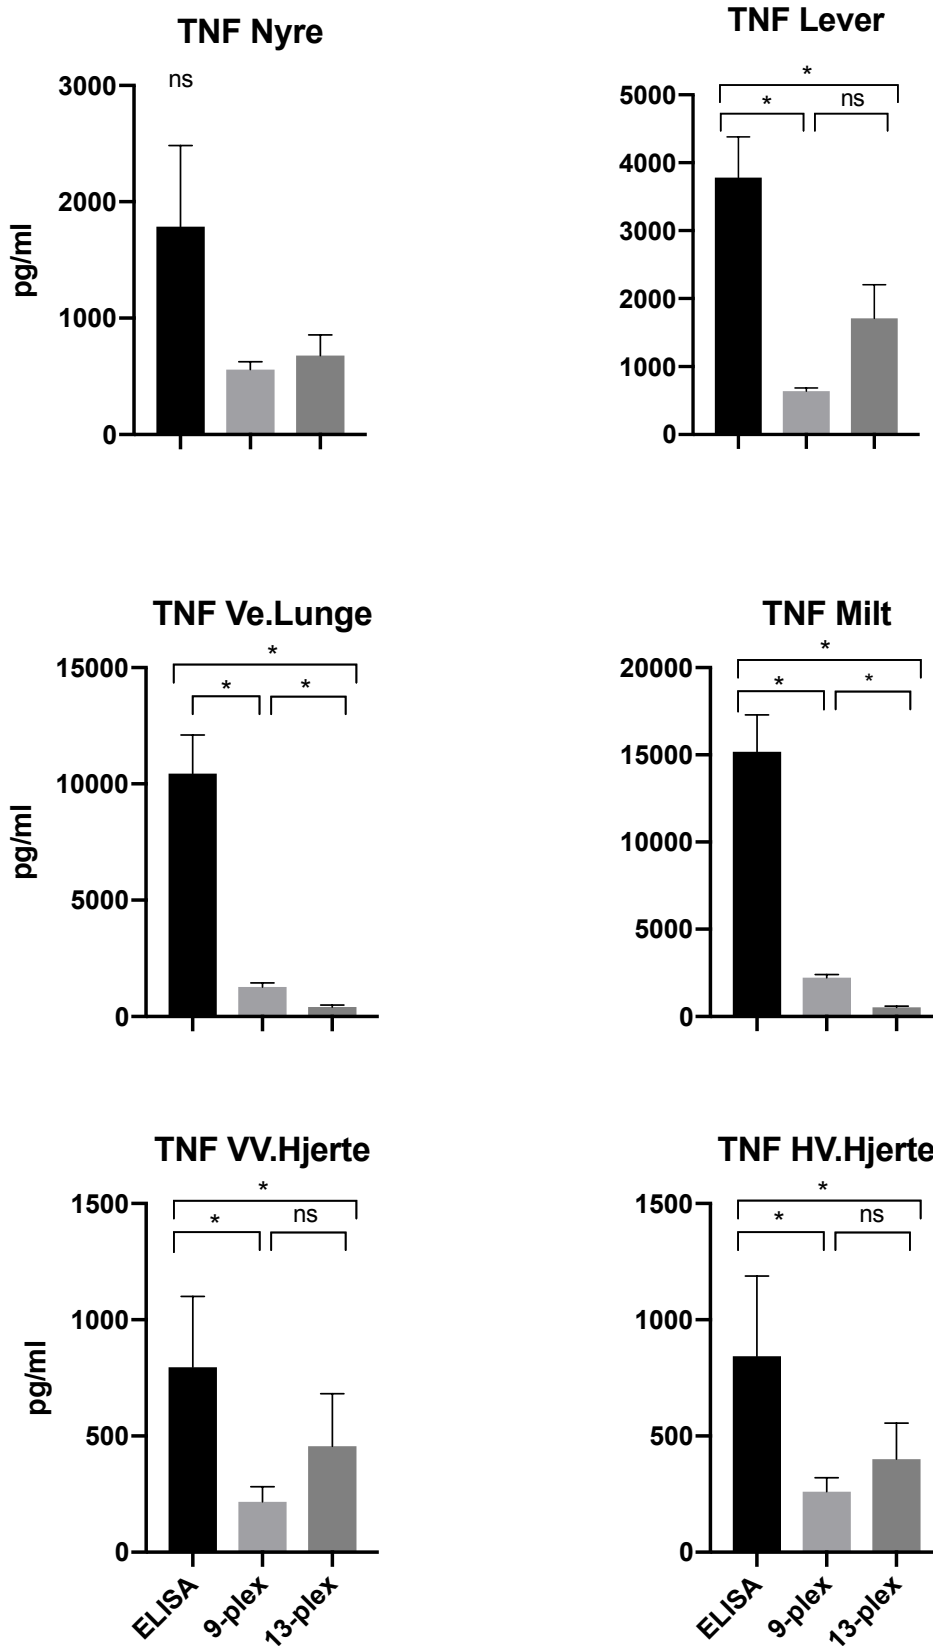 TNF Nyre
ns
3000
2000
1000
0
pg/ml
TNF Lever
*
* ns
5000
4000
3000
2000
1000
0
TNF Ve.Lunge
*
* *
15000
10000
5000
0
pg/ml
TNF Milt
*
* *
20000
15000
10000
5000
0
TNF VV.Hjerte
*
* ns
1500
1000
500
0
pg/ml
ELISA
9-plex
13-plex
TNF HV.Hjerte
*
* ns
1500
1000
500
0
ELISA
9-plex
13-plex